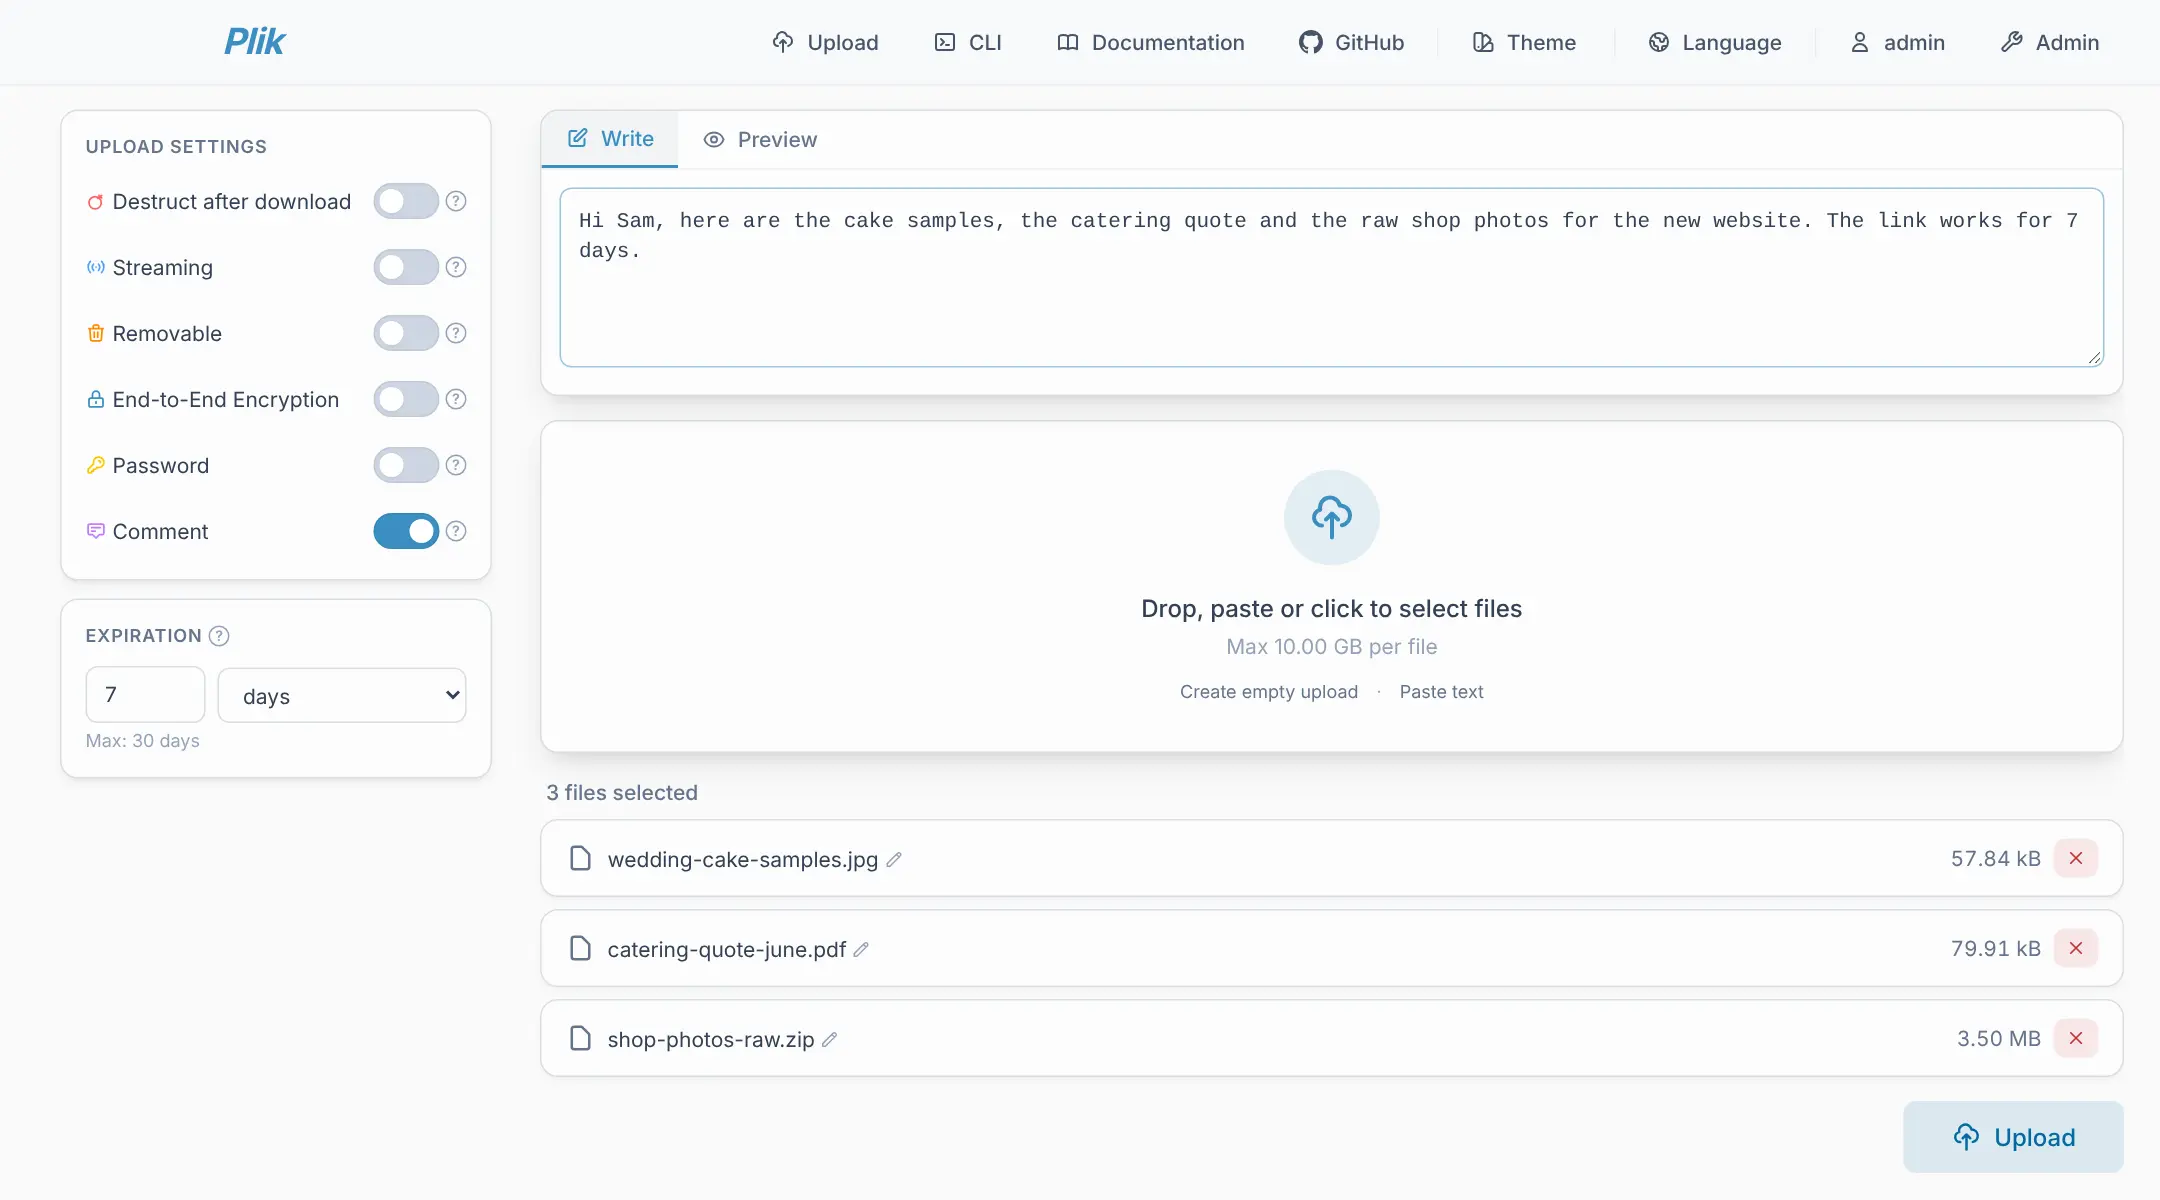 Plik
Upload
CLI
Documentation
GitHub
Theme
Language
admin
Admin
UPLOAD SETTINGS
Destruct after download
?
Streaming
?
Removable
?
End-to-End Encryption
?
Password
?
Comment
?
EXPIRATION ?
7
days
Max: 30 days
Write
Preview
Hi Sam, here are the cake samples, the catering quote and the raw shop photos for the new website. The link works for 7
days.
Drop, paste or click to select files
Max 10.00 GB per file
Create empty upload · Paste text
3 files selected
wedding-cake-samples.jpg
57.84 kB
catering-quote-june.pdf
79.91 kB
shop-photos-raw.zip
3.50 MB
Upload